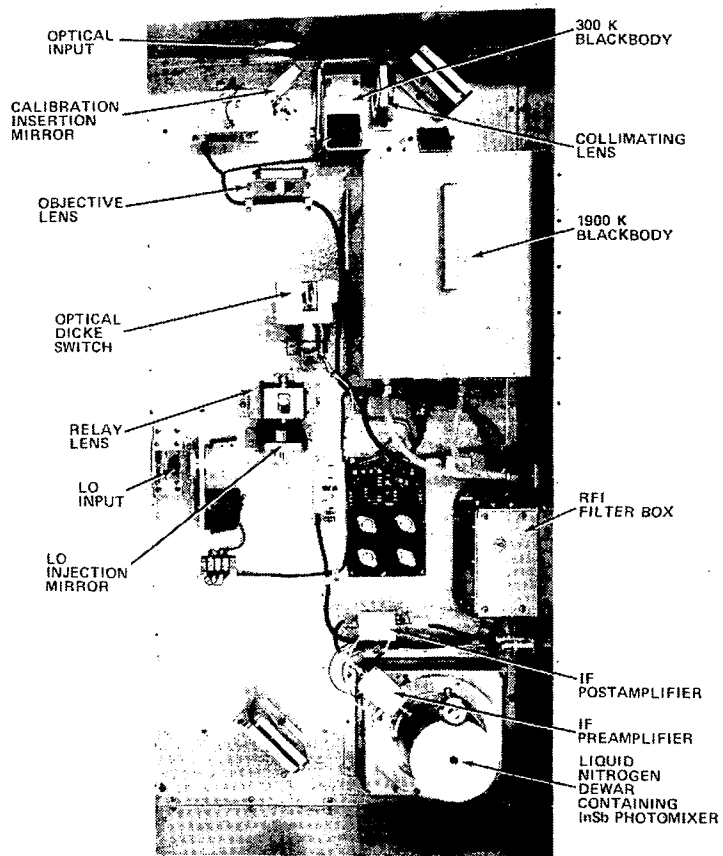 OPTICAL
INPUT
CALIBRATION
INSERTION
MIRROR
OBJECTIVE
LENS
OPTICAL
DICKE
SWITCH
RELAY
LENS
LO
INPUT
LO
INJECTION
MIRROR
300 K
BLACKBODY
COLLIMATING
LENS
1900 K
BLACKBODY
RFI
FILTER BOX
IF
POSTAMPLIFIER
IF
PREAMPLIFIER
LIQUID
NITROGEN
DEWAR
CONTAINING
InSb PHOTOMIXER